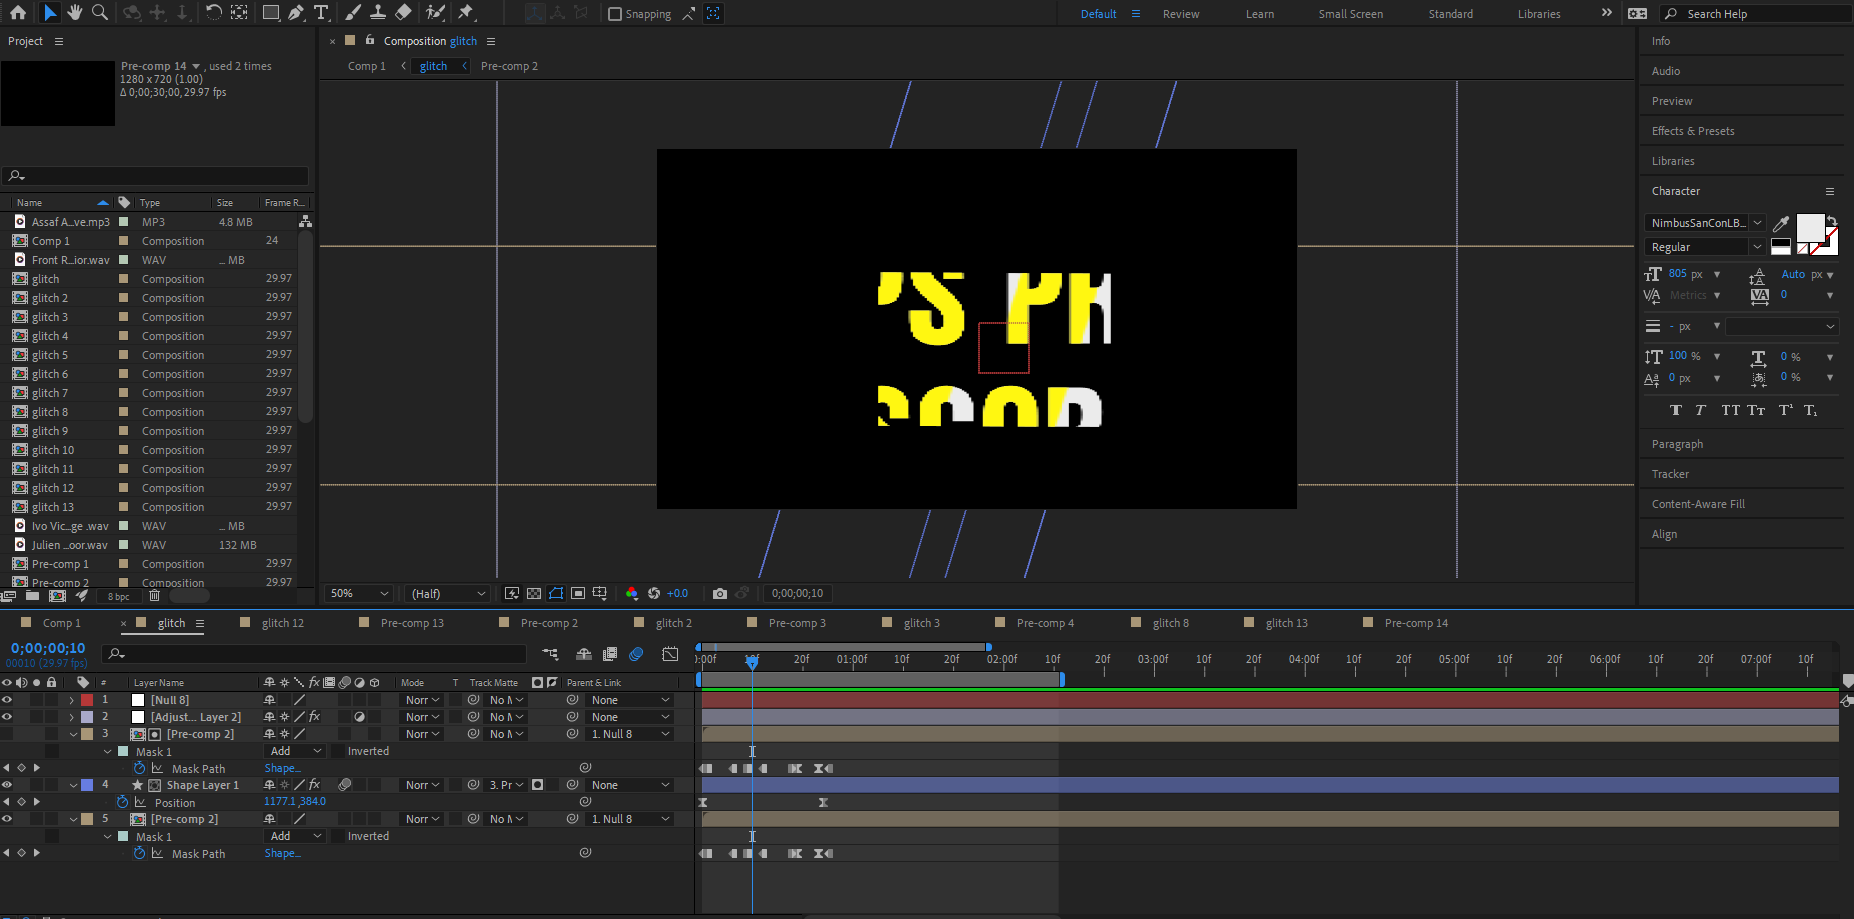 Snapping
Default
Review
Learn
Small Screen
Standard
Libraries
Search Help
Project
Pre-comp 14 , used 2 times
1280 x 720 (1.00)
Δ 0;00;30;00, 29.97 fps
Name Type Size Frame R...
Assaf A...ve.mp3 MP3 4.8 MB
Comp 1 Composition 24
Front R...ior.wav WAV ... MB
glitch Composition 29.97
glitch 2 Composition 29.97
glitch 3 Composition 29.97
glitch 4 Composition 29.97
glitch 5 Composition 29.97
glitch 6 Composition 29.97
glitch 7 Composition 29.97
glitch 8 Composition 29.97
glitch 9 Composition 29.97
glitch 10 Composition 29.97
glitch 11 Composition 29.97
glitch 12 Composition 29.97
glitch 13 Composition 29.97
Ivo Vic...ge .wav WAV ... MB
Julien ...oor.wav WAV 132 MB
Pre-comp 1 Composition 29.97
Pre-comp 2 Composition 29.97
8 bpc
Composition glitch
Comp 1 glitch Pre-comp 2
'S PH
50% (Half) +0.0 0;00;00;10
Info
Audio
Preview
Effects & Presets
Libraries
Character
NimbusSanConLB...
Regular
805 px Auto px
Metrics 0
- px
100 % 0 %
0 px 0 %
Paragraph
Tracker
Content-Aware Fill
Align
Comp 1 glitch glitch 12 Pre-comp 13 Pre-comp 2 glitch 2 Pre-comp 3 glitch 3 Pre-comp 4 glitch 8 glitch 13 Pre-comp 14
0;00;00;10
00010 (29.97 fps)
):00f 10f 20f 01:00f 10f 20f 02:00f 10f 20f 03:00f 10f 20f 04:00f 10f 20f 05:00f 10f 20f 06:00f 10f 20f 07:00f 10f
# Layer Name Mode T Track Matte Parent & Link
1 [Null 8] Norr No M None
2 [Adjust... Layer 2] Norr No M None
3 [Pre-comp 2] Norr No M 1. Null 8
Mask 1 Add Inverted
Mask Path Shape...
4 Shape Layer 1 Norr 3. Pr None
Position 1177.1,384.0
5 [Pre-comp 2] Norr No M 1. Null 8
Mask 1 Add Inverted
Mask Path Shape...